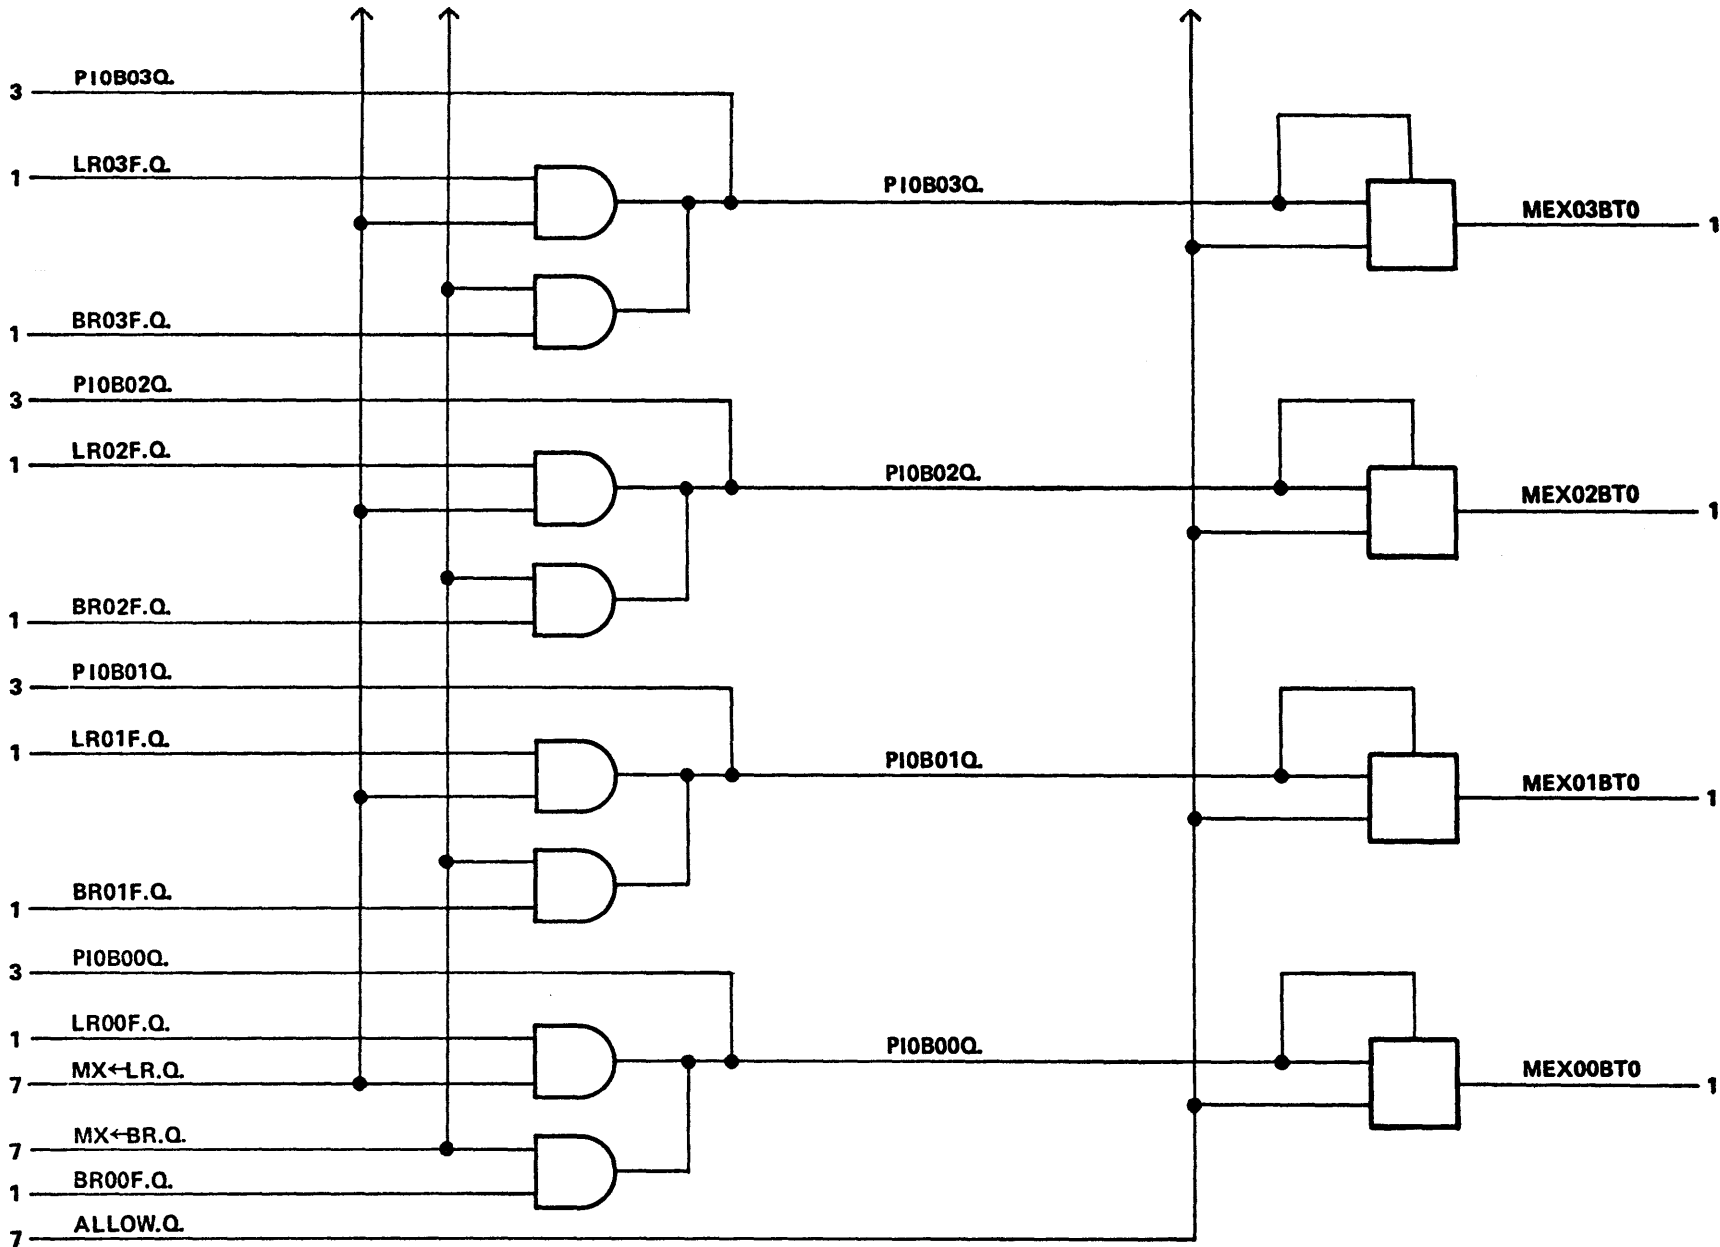 3 PI0B03Q.
1 LR03F.Q.
PI0B03Q.
MEX03BT0 1
1 BR03F.Q.
3 PI0B02Q.
1 LR02F.Q.
PI0B02Q.
MEX02BT0 1
1 BR02F.Q.
3 PI0B01Q.
1 LR01F.Q.
PI0B01Q.
MEX01BT0 1
1 BR01F.Q.
3 PI0B00Q.
1 LR00F.Q.
PI0B00Q.
7 MX←LR.Q.
MEX00BT0 1
7 MX←BR.Q.
1 BR00F.Q.
7 ALLOW.Q.